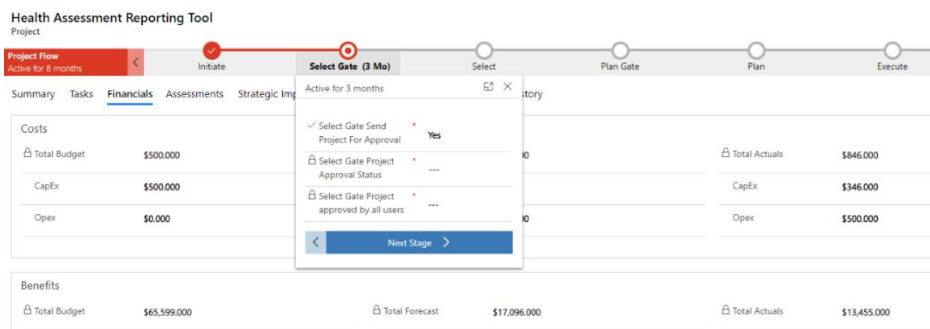 Health Assessment Reporting Tool
Project
Project Flow
Active for 8 months
Initiate
Select Gate (3 Mo)
Select
Plan Gate
Plan
Execute
Summary Tasks Financials Assessments Strategic Imp
story
Active for 3 months
Select Gate Send
Project For Approval
*
Yes
Select Gate Project
Approval Status
*
---
Select Gate Project
approved by all users
*
---
Next Stage
Costs
Total Budget $500.000
CapEx $500.000
Opex $0.000
Total Actuals $846.000
CapEx $346.000
Opex $500.000
Benefits
Total Budget $65,599.000 Total Forecast $17,096.000 Total Actuals $13,455.000